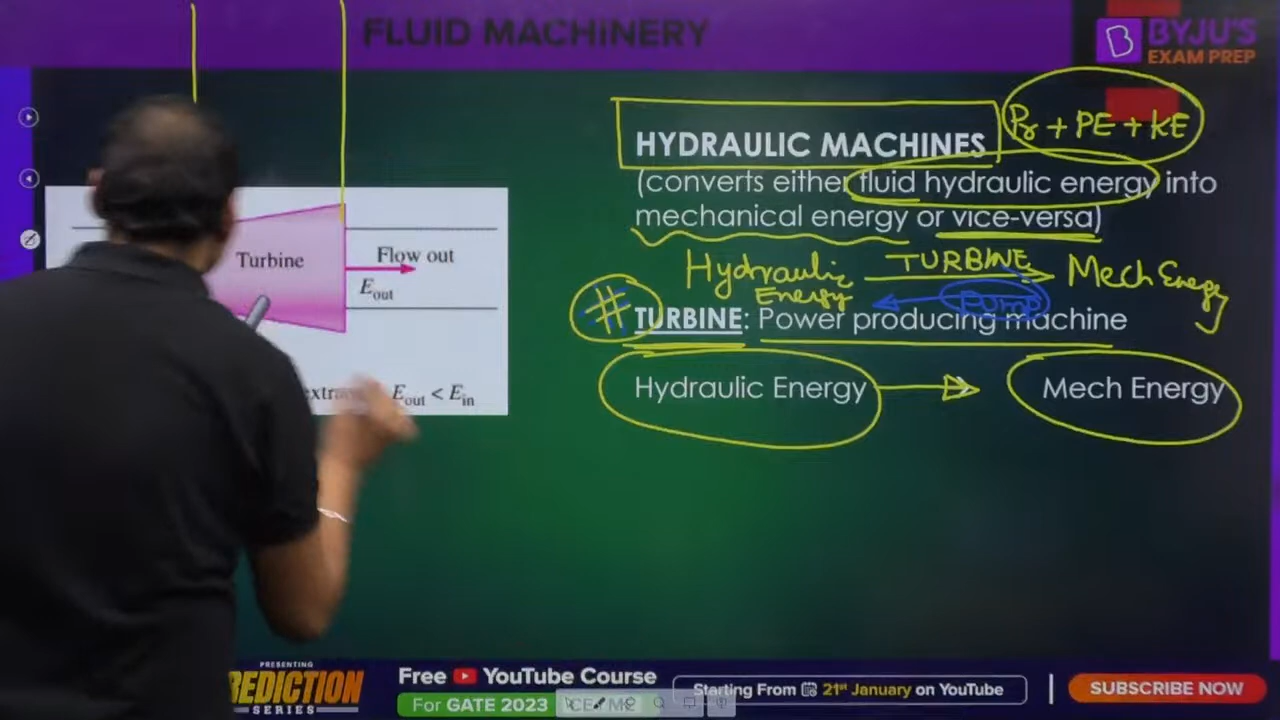 FLUID MACHiNERY
BYJU'S
EXAM PREP
HYDRAULIC MACHINES
Pr + PE + KE
(converts either fluid hydraulic energy into
mechanical energy or vice-versa)
Hydraulic Energy
TURBINE
Mech Energy
PUMP
# TURBINE: Power producing machine
Hydraulic Energy
Mech Energy
Turbine
Flow out
Eout
Eout < Ein
PRESENTING
SERIES
Free YouTube Course
For GATE 2023
CE
ME
Starting From 21st January on YouTube
SUBSCRIBE NOW